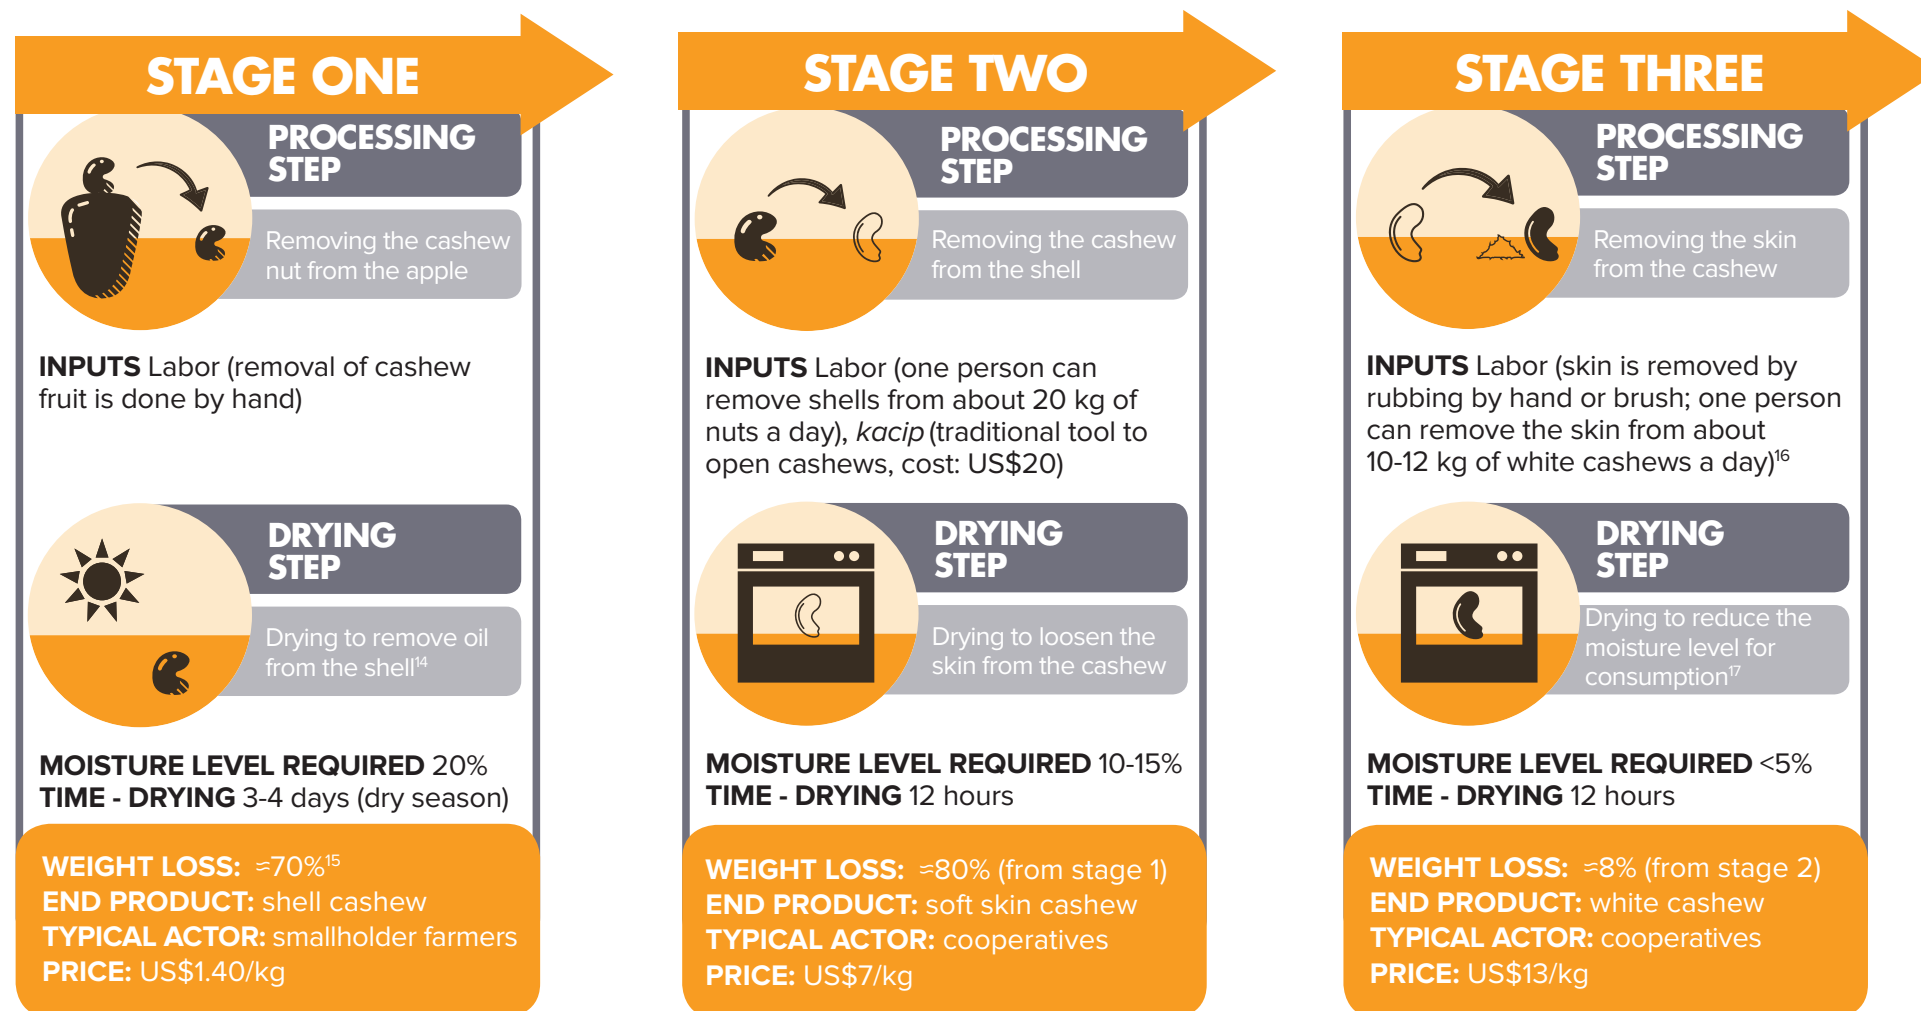 STAGE ONE
PROCESSING
STEP
Removing the cashew
nut from the apple
INPUTS Labor (removal of cashew
fruit is done by hand)
DRYING
STEP
Drying to remove oil
from the shell14
MOISTURE LEVEL REQUIRED 20%
TIME - DRYING 3-4 days (dry season)
WEIGHT LOSS: ≈70%15
END PRODUCT: shell cashew
TYPICAL ACTOR: smallholder farmers
PRICE: US$1.40/kg
STAGE TWO
PROCESSING
STEP
Removing the cashew
from the shell
INPUTS Labor (one person can
remove shells from about 20 kg of
nuts a day), kacip (traditional tool to
open cashews, cost: US$20)
DRYING
STEP
Drying to loosen the
skin from the cashew
MOISTURE LEVEL REQUIRED 10-15%
TIME - DRYING 12 hours
WEIGHT LOSS: ≈80% (from stage 1)
END PRODUCT: soft skin cashew
TYPICAL ACTOR: cooperatives
PRICE: US$7/kg
STAGE THREE
PROCESSING
STEP
Removing the skin
from the cashew
INPUTS Labor (skin is removed by
rubbing by hand or brush; one person
can remove the skin from about
10-12 kg of white cashews a day)16
DRYING
STEP
Drying to reduce the
moisture level for
consumption17
MOISTURE LEVEL REQUIRED <5%
TIME - DRYING 12 hours
WEIGHT LOSS: ≈8% (from stage 2)
END PRODUCT: white cashew
TYPICAL ACTOR: cooperatives
PRICE: US$13/kg